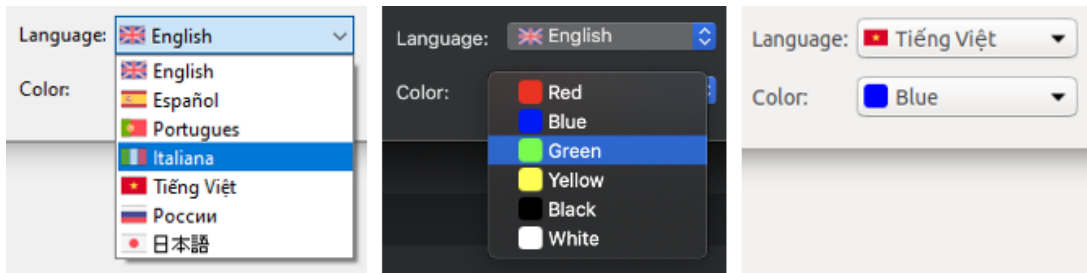 Language: English
English
Español
Color:
Portugues
Italiana
Tiếng Việt
России
日本語
Language: English
Color:
Red
Blue
Green
Yellow
Black
White
Language: Tiếng Việt
Color: Blue